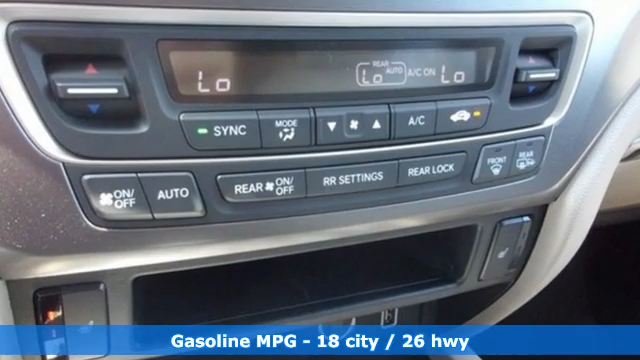 REAR
Lo Lo AUTO A/C ON Lo
SYNC MODE A/C
ON/OFF AUTO REAR ON/OFF RR SETTINGS REAR LOCK FRONT REAR
Gasoline MPG - 18 city / 26 hwy